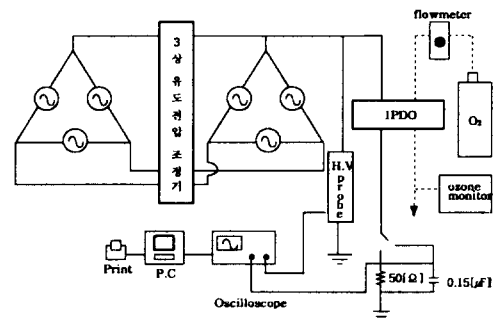 flowmeter
3상 유도전압 조정기
IPDO
O₂
H.V probe
ozone monitor
Print
P.C
Oscilloscope
50[Ω]
0.15[μF]